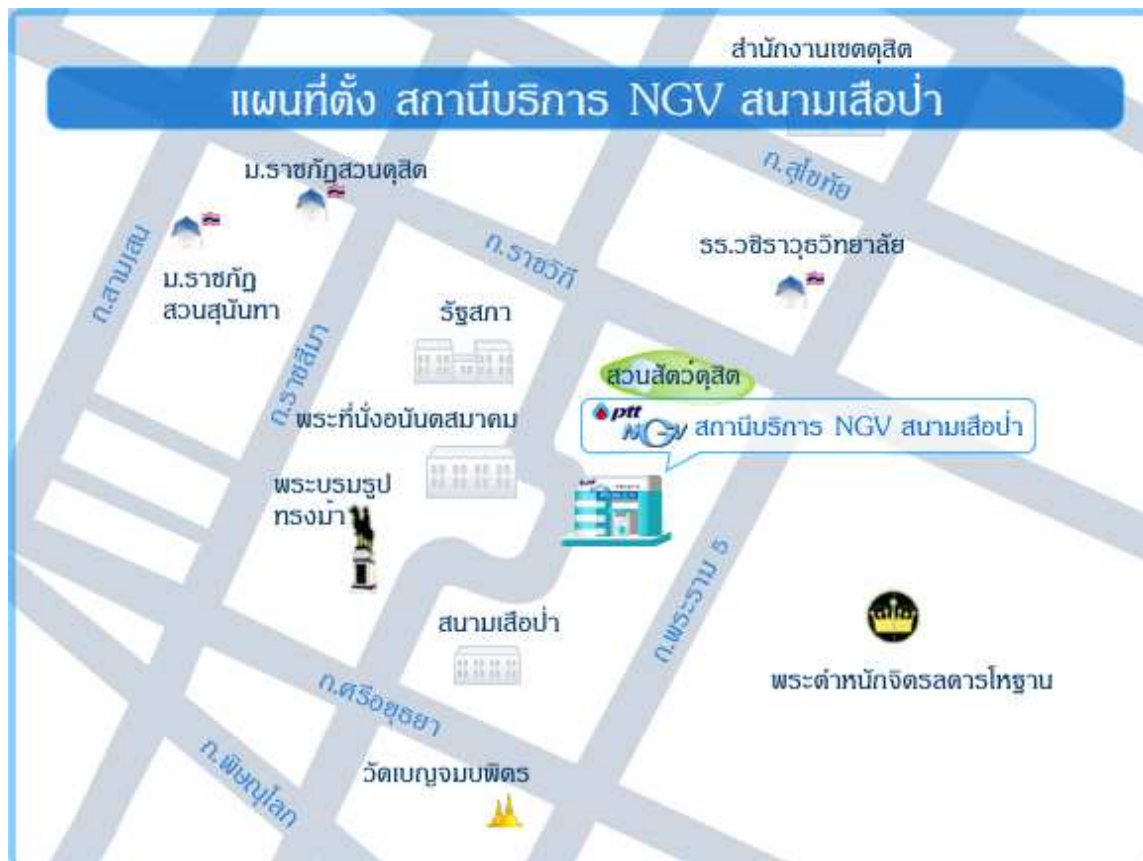 สำนักงานเขตดุสิต
แผนที่ตั้ง สถานีบริการ NGV สนามเสือป่า
ถ.สุโขทัย
ม.ราชภัฏสวนดุสิต
ถ.สามเสน
ถ.ราชวิถี
รร.วชิราวุธวิทยาลัย
ม.ราชภัฏ
สวนสุนันทา
รัฐสภา
ถ.ราชสีมา
สวนสัตว์ดุสิต
พระที่นั่งอนันตสมาคม
ptt
NGV สถานีบริการ NGV สนามเสือป่า
พระบรมรูป
ทรงม้า
ถ.พระราม 5
สนามเสือป่า
พระตำหนักจิตรลดารโหฐาน
ถ.ศรีอยุธยา
ถ.พิษณุโลก
วัดเบญจมบพิตร